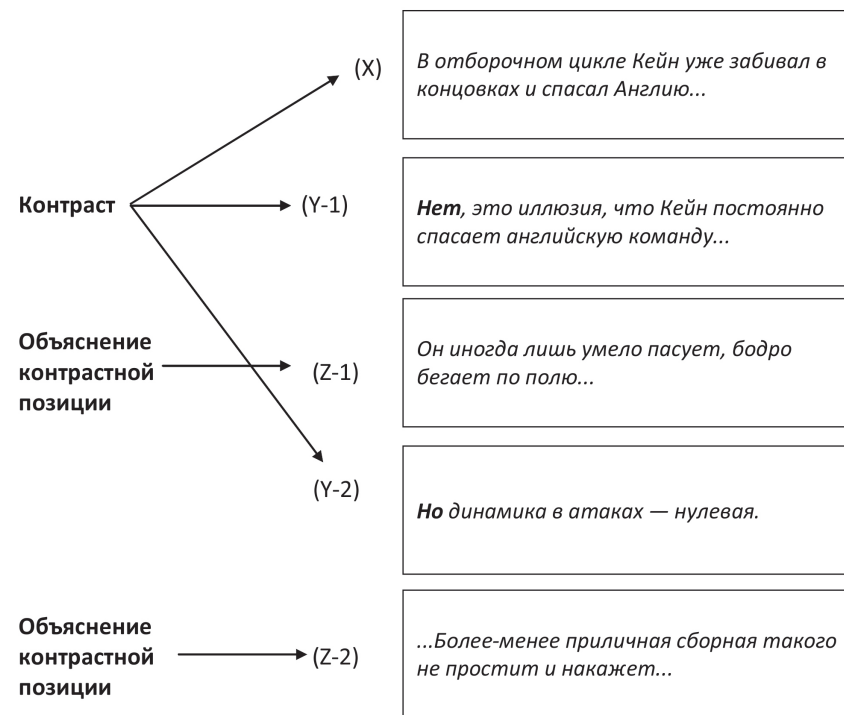 (X)
В отборочном цикле Кейн уже забивал в
концовках и спасал Англию...
Контраст
(Y-1)
Нет, это иллюзия, что Кейн постоянно
спасает английскую команду...
Объяснение
контрастной
позиции
(Z-1)
Он иногда лишь умело пасует, бодро
бегает по полю...
(Y-2)
Но динамика в атаках — нулевая.
Объяснение
контрастной
позиции
(Z-2)
...Более-менее приличная сборная такого
не простит и накажет...